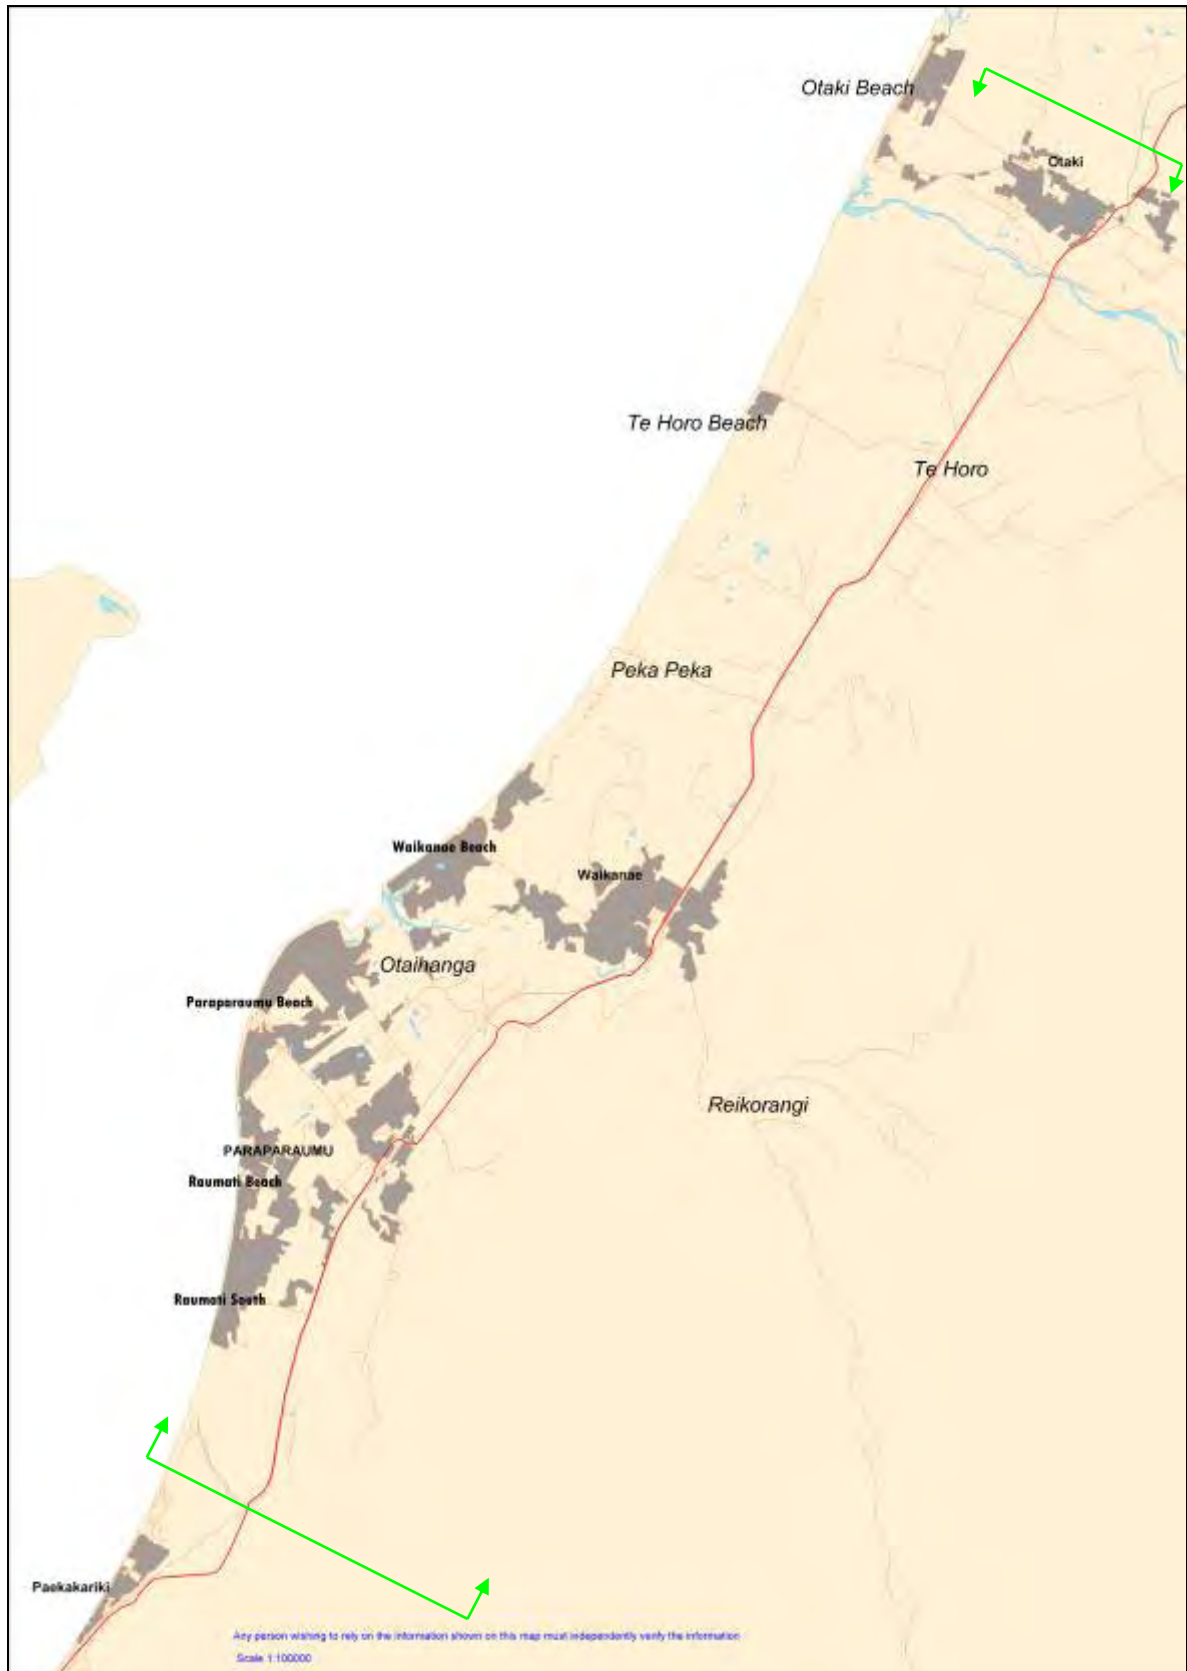 Otaki Beach
Otaki
Te Horo Beach
Te Horo
Peka Peka
Waikanae Beach
Waikanae
Otaihanga
Paraparaumu Beach
Reikorangi
PARAPARAUMU
Raumati Beach
Raumati South
Paekakariki
Any person wishing to rely on the information shown on this map must independently verify the information
Scale 1:100000